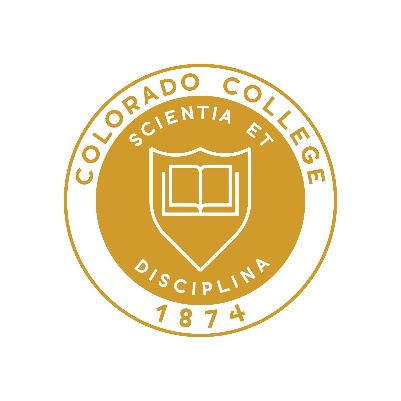 COLORADO COLLEGE
SCIENTIA ET
DISCIPLINA
1874